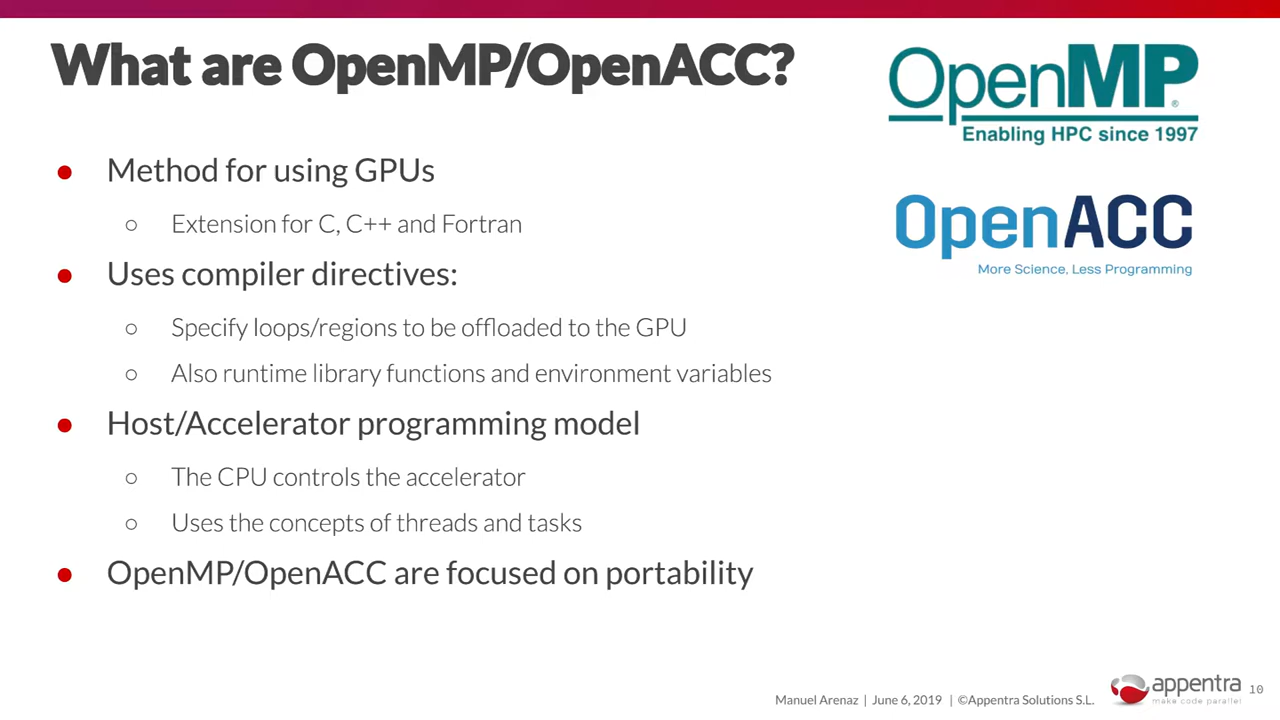 What are OpenMP/OpenACC?
OpenMP®
Enabling HPC since 1997
OpenACC
More Science, Less Programming
● Method for using GPUs
○ Extension for C, C++ and Fortran
● Uses compiler directives:
○ Specify loops/regions to be offloaded to the GPU
○ Also runtime library functions and environment variables
● Host/Accelerator programming model
○ The CPU controls the accelerator
○ Uses the concepts of threads and tasks
● OpenMP/OpenACC are focused on portability
Manuel Arenaz | June 6, 2019 | ©Appentra Solutions S.L.
appentra
make code parallel
10